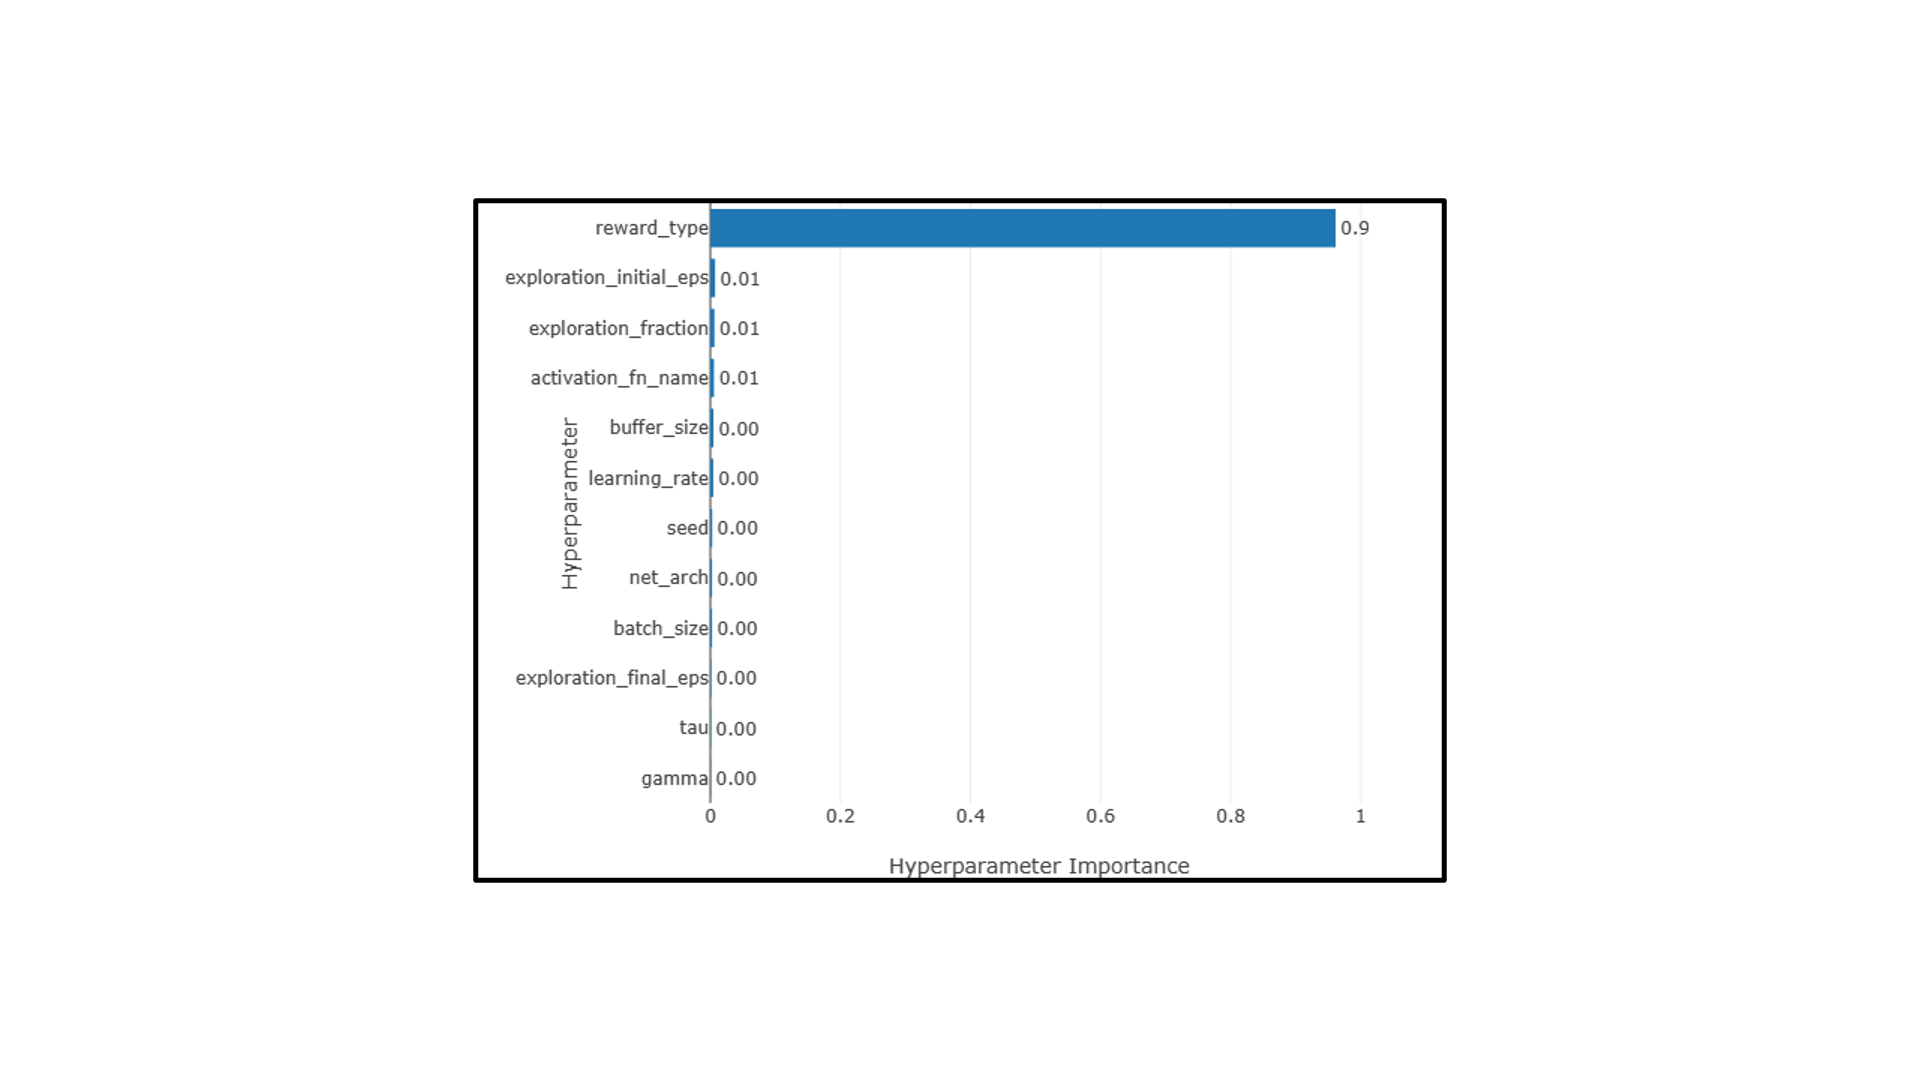 reward_type 0.9
exploration_initial_eps 0.01
exploration_fraction 0.01
activation_fn_name 0.01
buffer_size 0.00
learning_rate 0.00
seed 0.00
net_arch 0.00
batch_size 0.00
exploration_final_eps 0.00
tau 0.00
gamma 0.00
Hyperparameter
0 0.2 0.4 0.6 0.8 1
Hyperparameter Importance